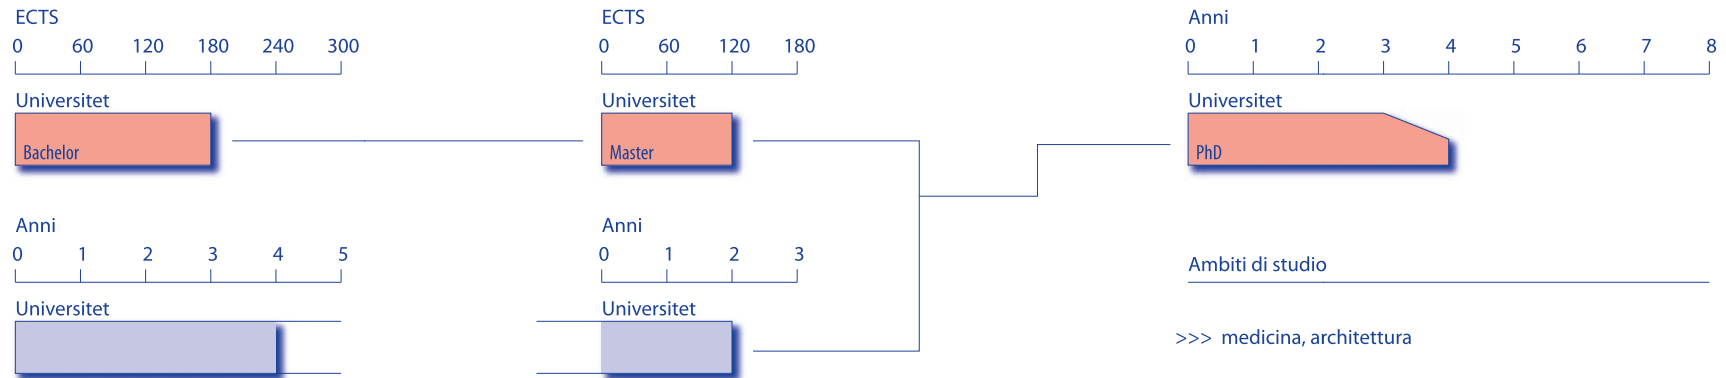 ECTS
0 60 120 180 240 300
Universitet
Bachelor
ECTS
0 60 120 180
Universitet
Master
Anni
0 1 2 3 4 5 6 7 8
Universitet
PhD
Anni
0 1 2 3 4 5
Universitet
Anni
0 1 2 3
Universitet
Ambiti di studio
>>> medicina, architettura